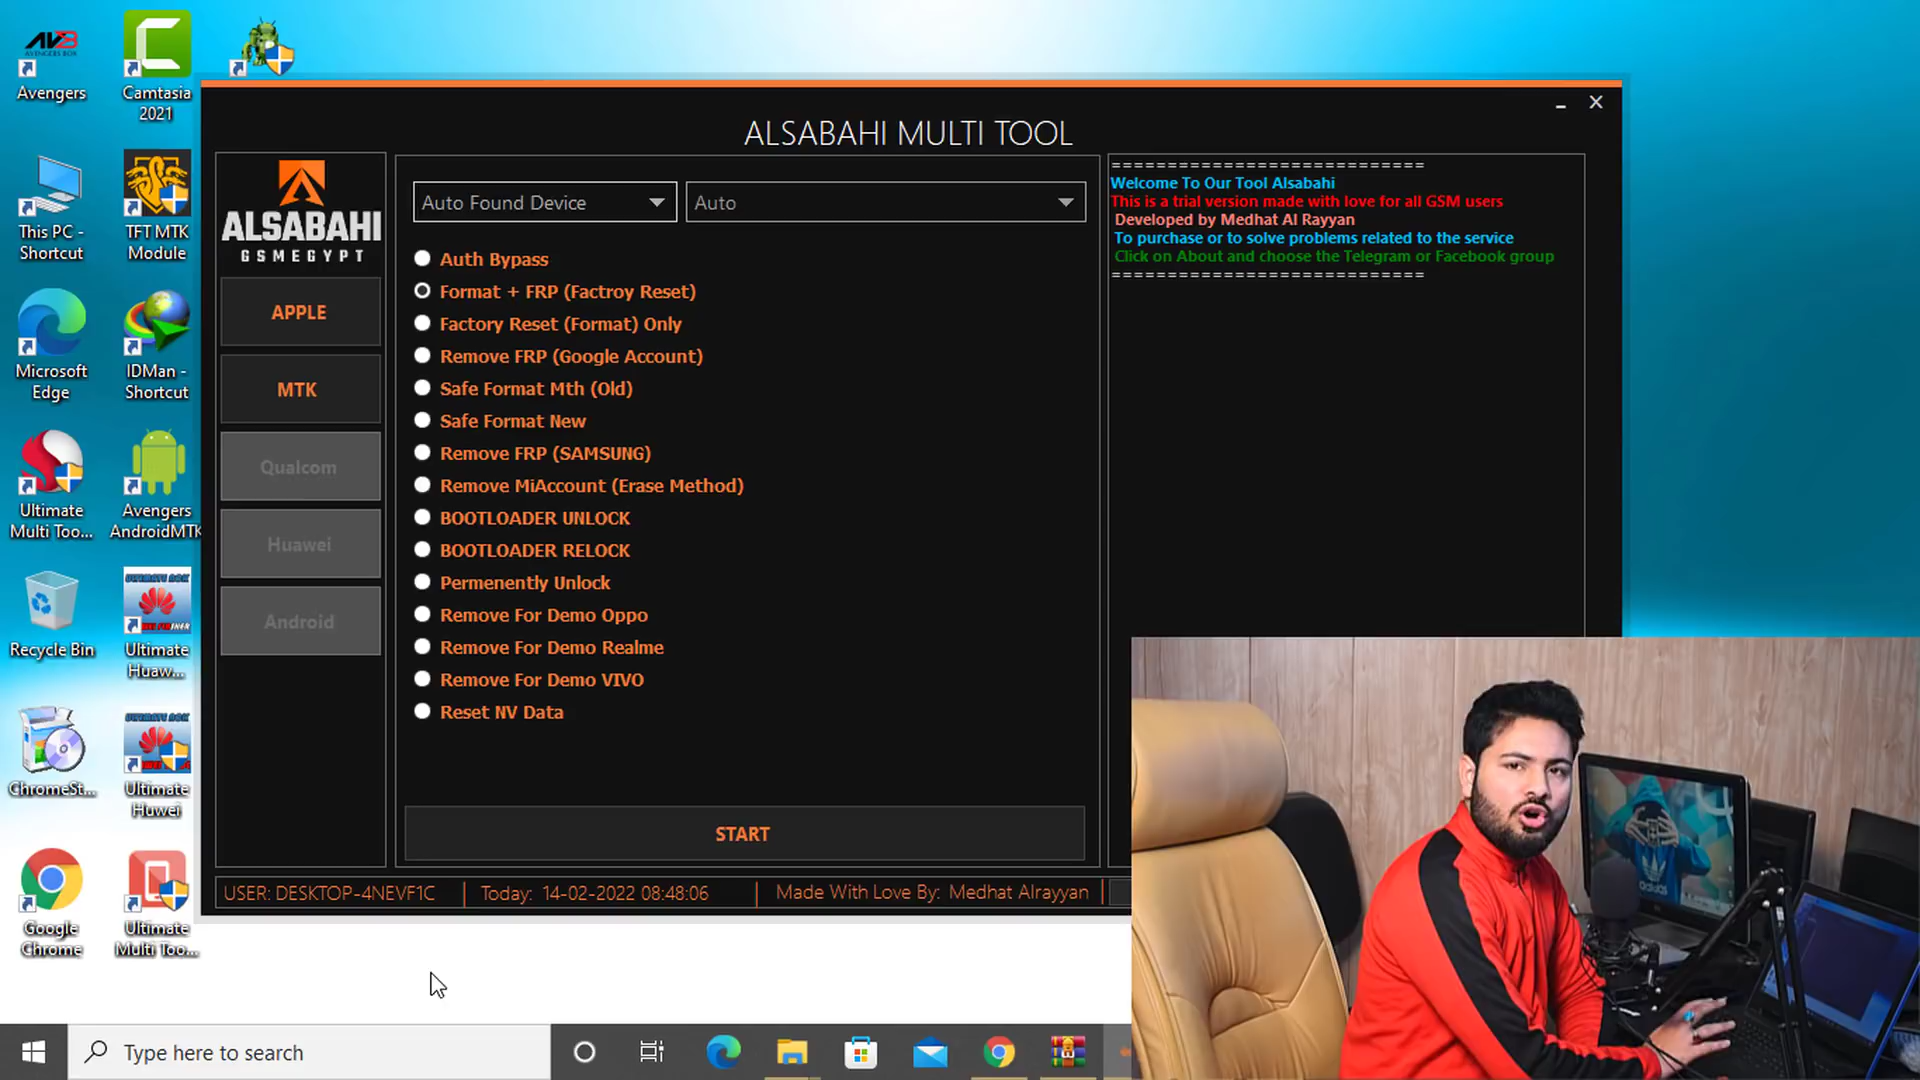 AVB
AVENGERS BOX
Avengers
Camtasia
2021
This PC -
Shortcut
TFT MTK
Module
Microsoft
Edge
IDMan -
Shortcut
Ultimate
Multi Too...
Avengers
AndroidMTK
Recycle Bin
Ultimate
Huaw...
ChromeSt...
Ultimate
Huwei
Google
Chrome
Ultimate
Multi Too...
ALSABAHI MULTI TOOL
ALSABAHI
GSMEGYPT
APPLE
MTK
Qualcom
Huawei
Android
Auto Found Device
Auto
Auth Bypass
Format + FRP (Factroy Reset)
Factory Reset (Format) Only
Remove FRP (Google Account)
Safe Format Mth (Old)
Safe Format New
Remove FRP (SAMSUNG)
Remove MiAccount (Erase Method)
BOOTLOADER UNLOCK
BOOTLOADER RELOCK
Permenently Unlock
Remove For Demo Oppo
Remove For Demo Realme
Remove For Demo VIVO
Reset NV Data
START
===========================
Welcome To Our Tool Alsabahi
This is a trial version made with love for all GSM users
Developed by Medhat Al Rayyan
To purchase or to solve problems related to the service
Click on About and choose the Telegram or Facebook group
===========================
USER: DESKTOP-4NEVF1C | Today: 14-02-2022 08:48:06 | Made With Love By: Medhat Alrayyan |
adidas
Type here to search